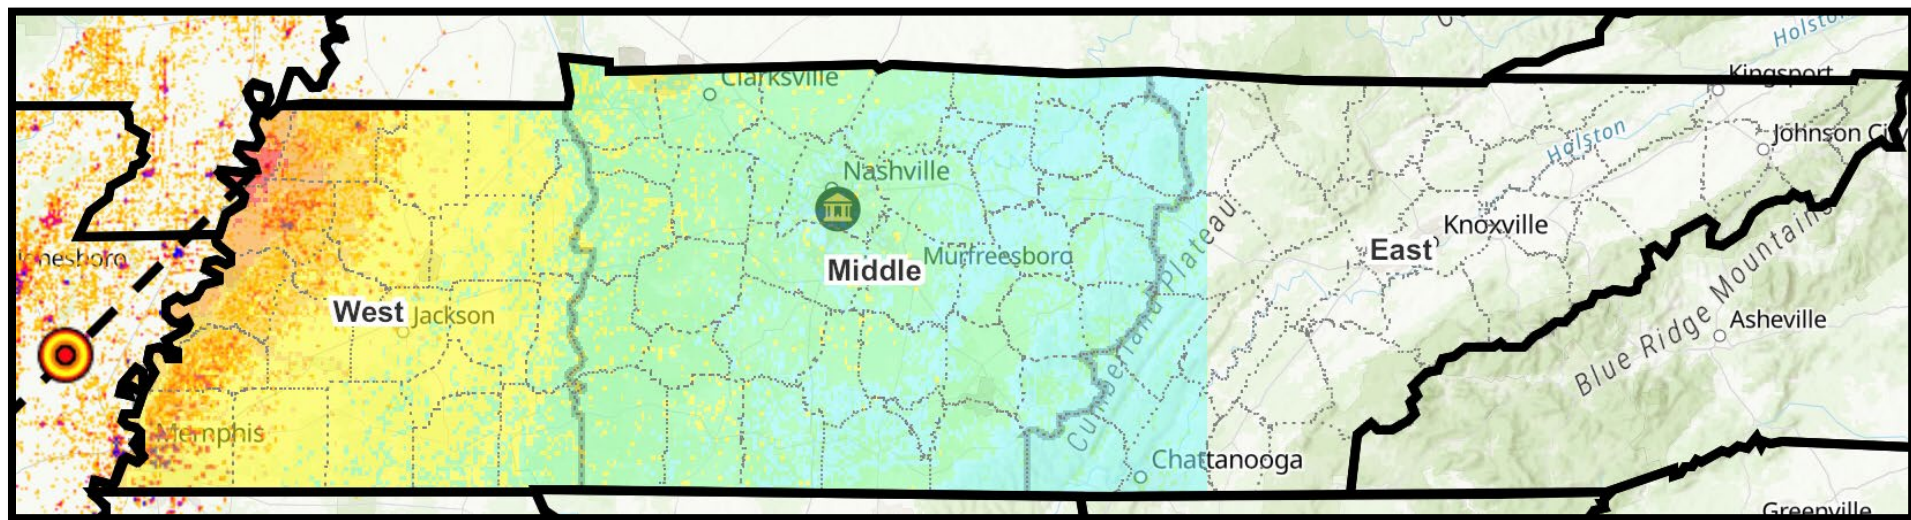 Clarksville
Holston
Kingsport
Johnson City
Nashville
Holston
Knoxville
East
Murfreesboro
Middle
Cumberland Plateau
West
Jackson
Blue Ridge Mountains
Asheville
Memphis
Chattanooga
Greenville